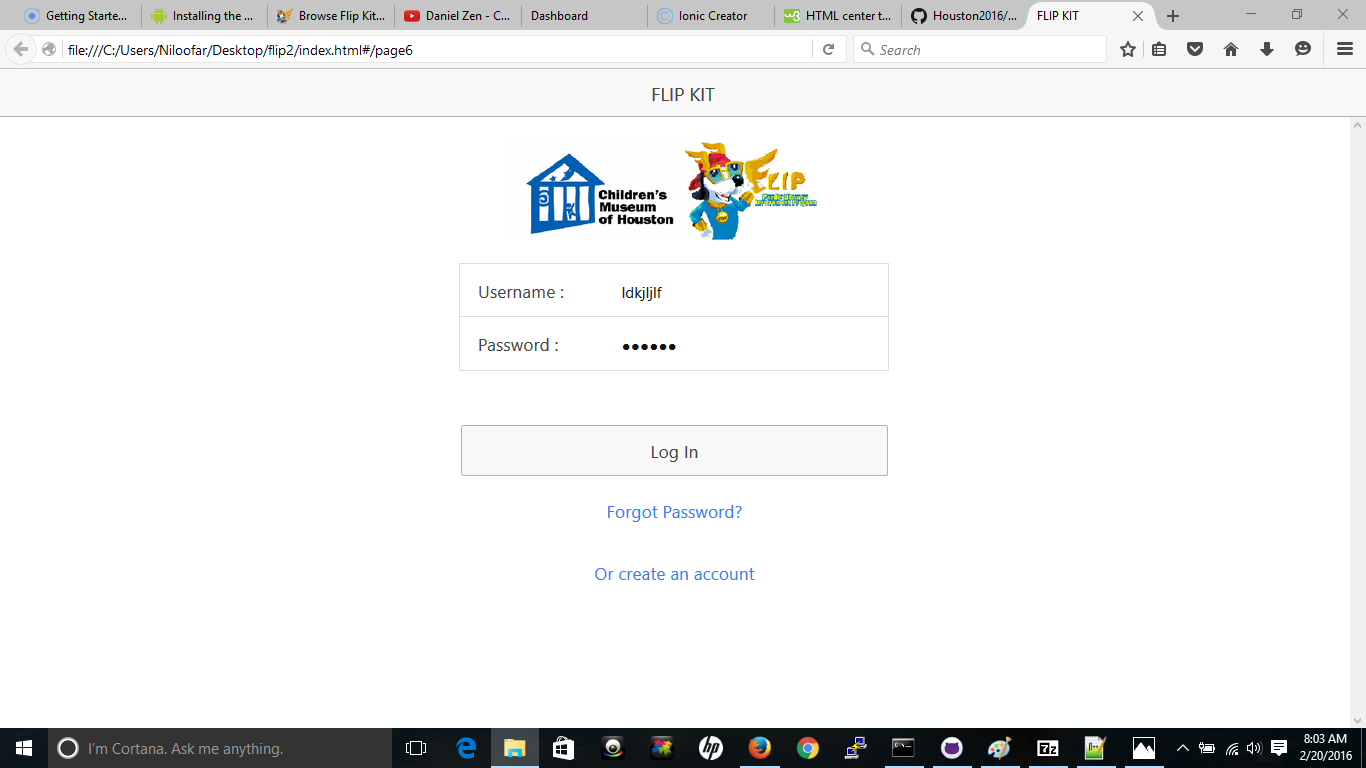 Getting Starte...
Installing the ...
Browse Flip Kit...
Daniel Zen - C...
Dashboard
Ionic Creator
HTML center t...
Houston2016/...
FLIP KIT
file:///C:/Users/Niloofar/Desktop/flip2/index.html#/page6
Search
FLIP KIT
Children's
Museum
of Houston
FLIP
Username :
ldkjljlf
Password :
Log In
Forgot Password?
Or create an account
I'm Cortana. Ask me anything.
8:03 AM
2/20/2016